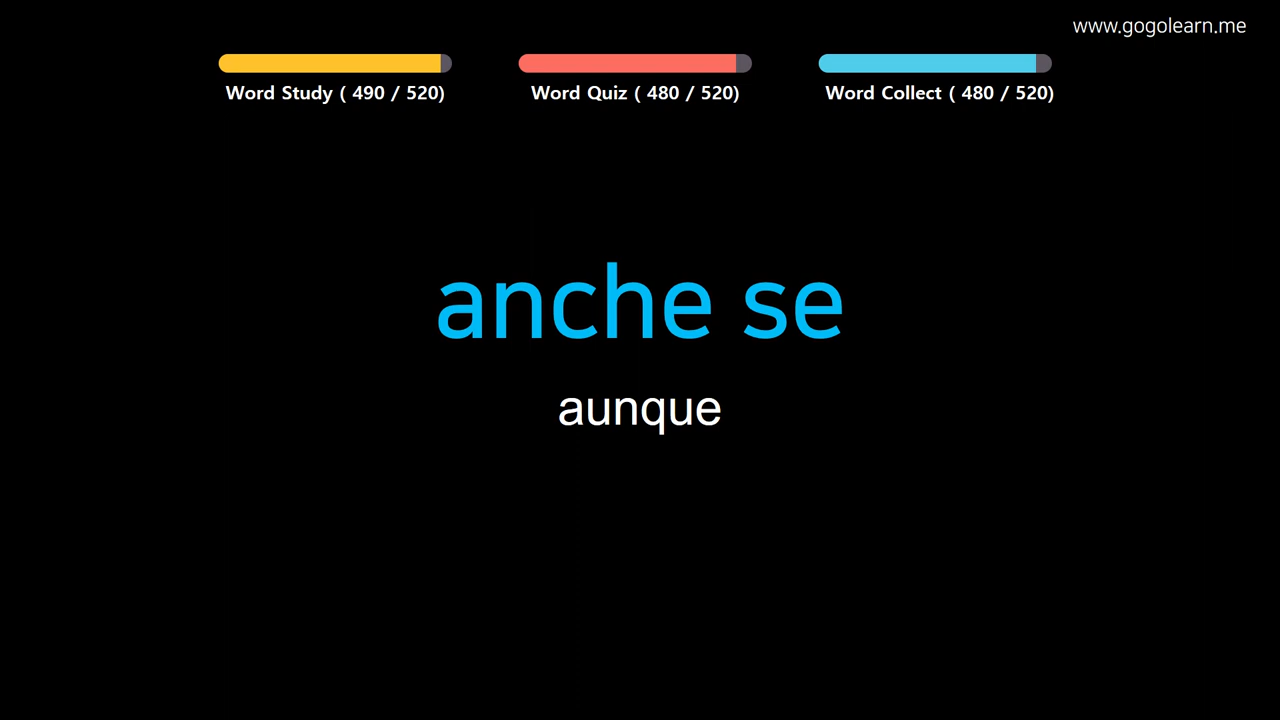 www.gogolearn.me
Word Study ( 490 / 520)
Word Quiz ( 480 / 520)
Word Collect ( 480 / 520)
anche se
aunque